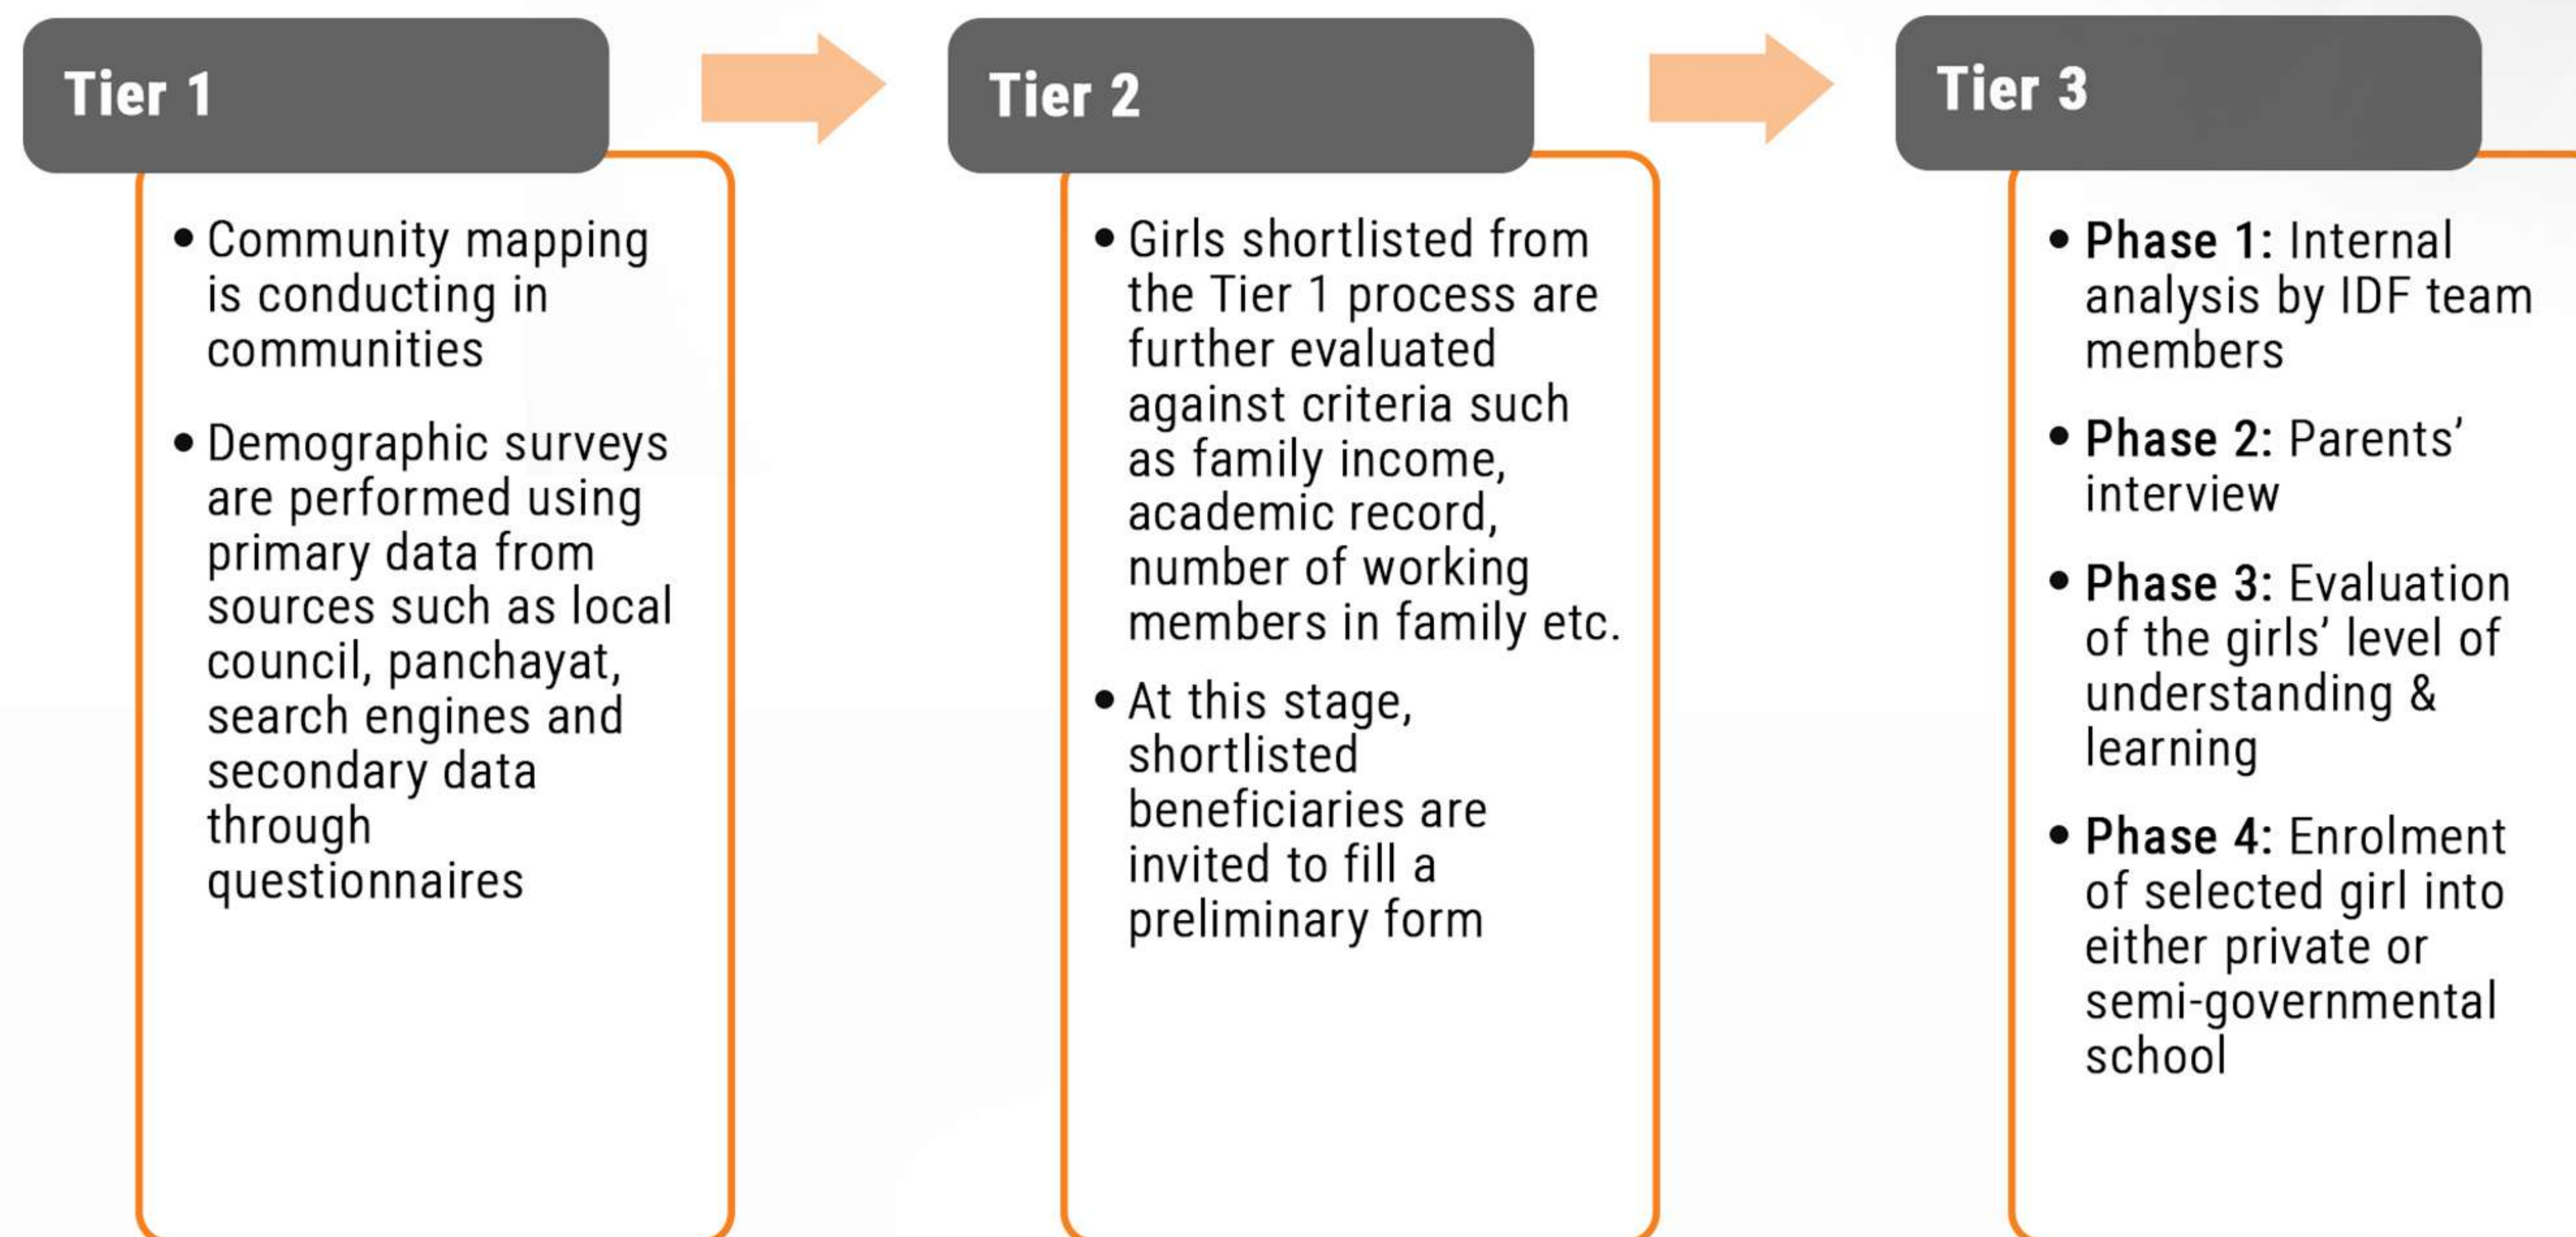 Tier 1
• Community mapping
is conducting in
communities
• Demographic surveys
are performed using
primary data from
sources such as local
council, panchayat,
search engines and
secondary data
through
questionnaires
Tier 2
• Girls shortlisted from
the Tier 1 process are
further evaluated
against criteria such
as family income,
academic record,
number of working
members in family etc.
• At this stage,
shortlisted
beneficiaries are
invited to fill a
preliminary form
Tier 3
• Phase 1: Internal
analysis by IDF team
members
• Phase 2: Parents’
interview
• Phase 3: Evaluation
of the girls’ level of
understanding &
learning
• Phase 4: Enrolment
of selected girl into
either private or
semi-governmental
school